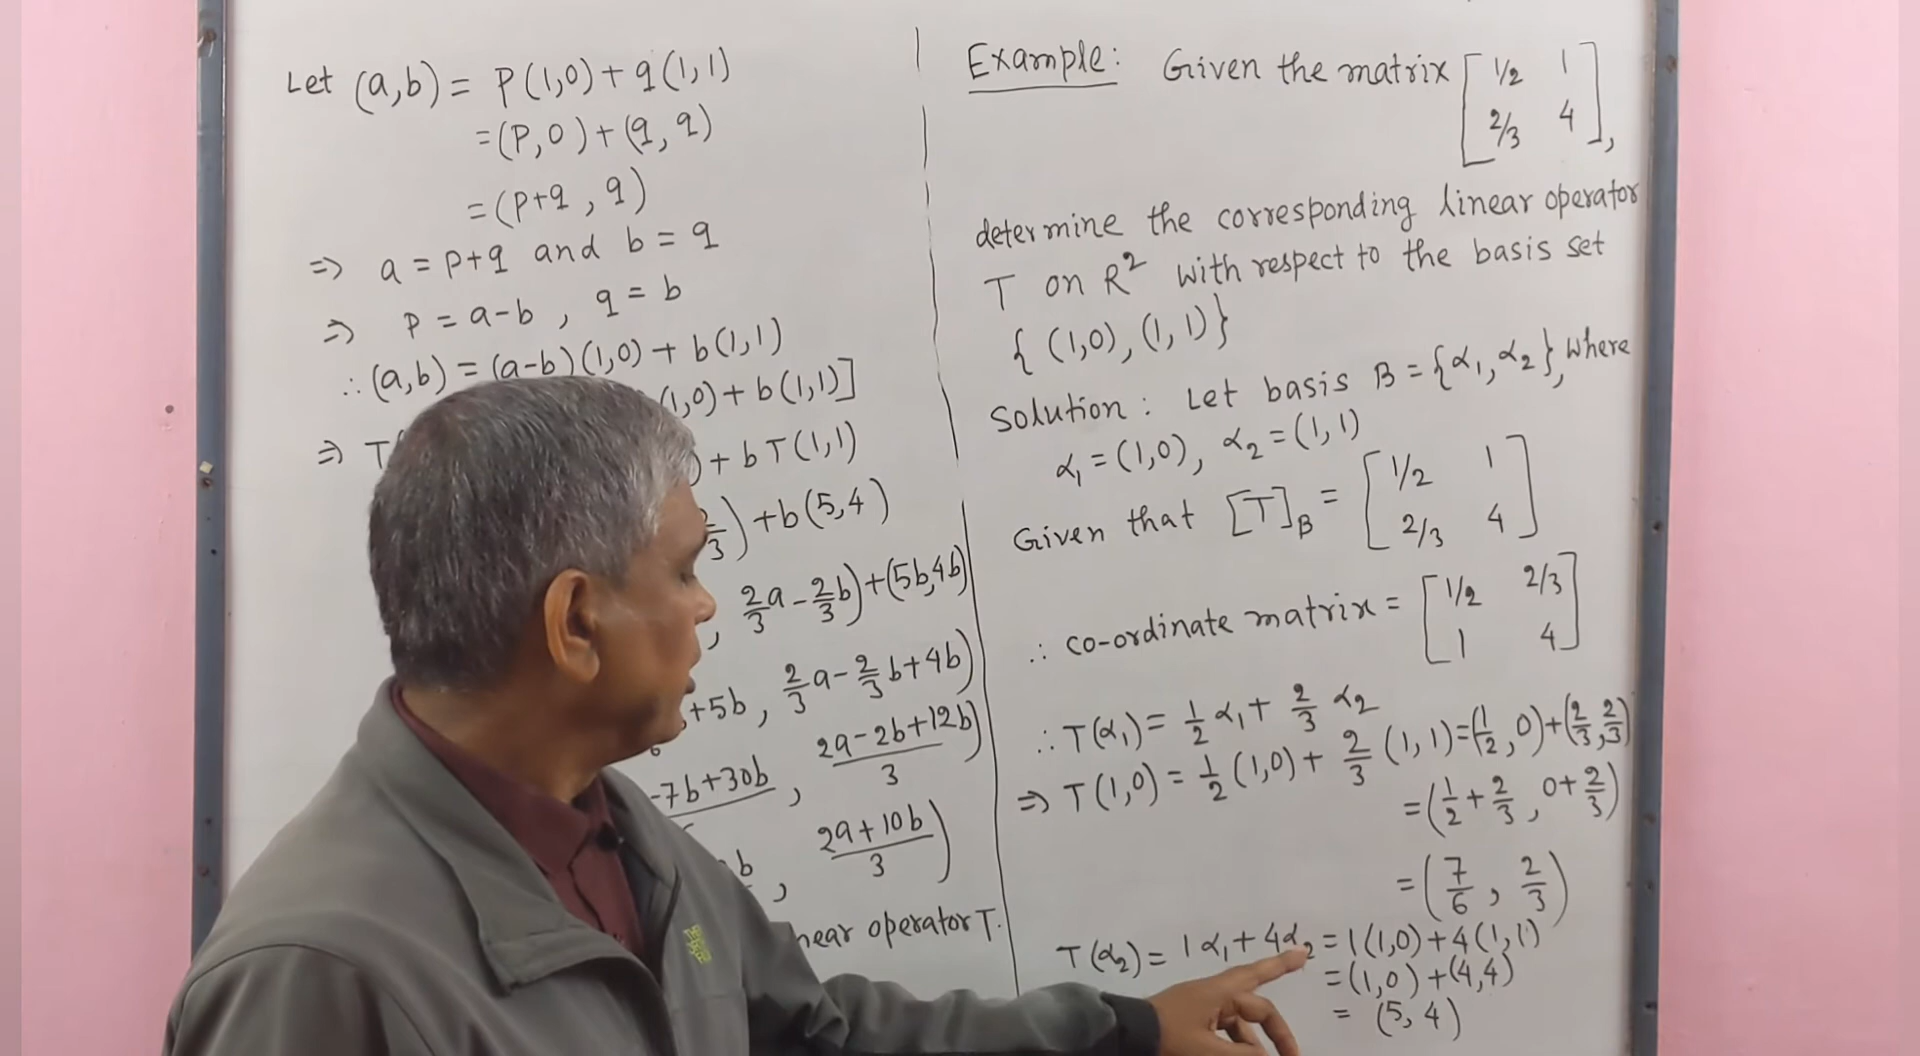 Let (a,b) = P(1,0) + q(1,1)
= (P,0) + (q, q)
= (P+q, q)
⇒ a = P+q and b = q
⇒ P = a-b, q = b
∴ (a,b) = (a-b)(1,0) + b(1,1)
1,0) + b(1,1)]
⇒ T
) + bT(1,1)
3) + b(5,4)
, 2/3 a - 2/3 b) + (5b,4b)
+5b, 2/3 a - 2/3 b + 4b)
-7b+30b, (2a-2b+12b)/3)
b, (2a+10b)/3)
near operator T.
Example: Given the matrix [1/2 1
2/3 4],
determine the corresponding linear operator
T on R² with respect to the basis set
{(1,0), (1,1)}
Solution: Let basis B = {α₁, α₂}, where
α₁ = (1,0), α₂ = (1,1)
Given that [T]_B = [1/2 1
2/3 4]
∴ co-ordinate matrix = [1/2 2/3
1 4]
∴ T(α₁) = 1/2 α₁ + 2/3 α₂
⇒ T(1,0) = 1/2 (1,0) + 2/3 (1,1) = (1/2, 0) + (2/3, 2/3)
= (1/2 + 2/3, 0 + 2/3)
= (7/6, 2/3)
T(α₂) = 1α₁ + 4α₂ = 1(1,0) + 4(1,1)
= (1,0) + (4,4)
= (5,4)